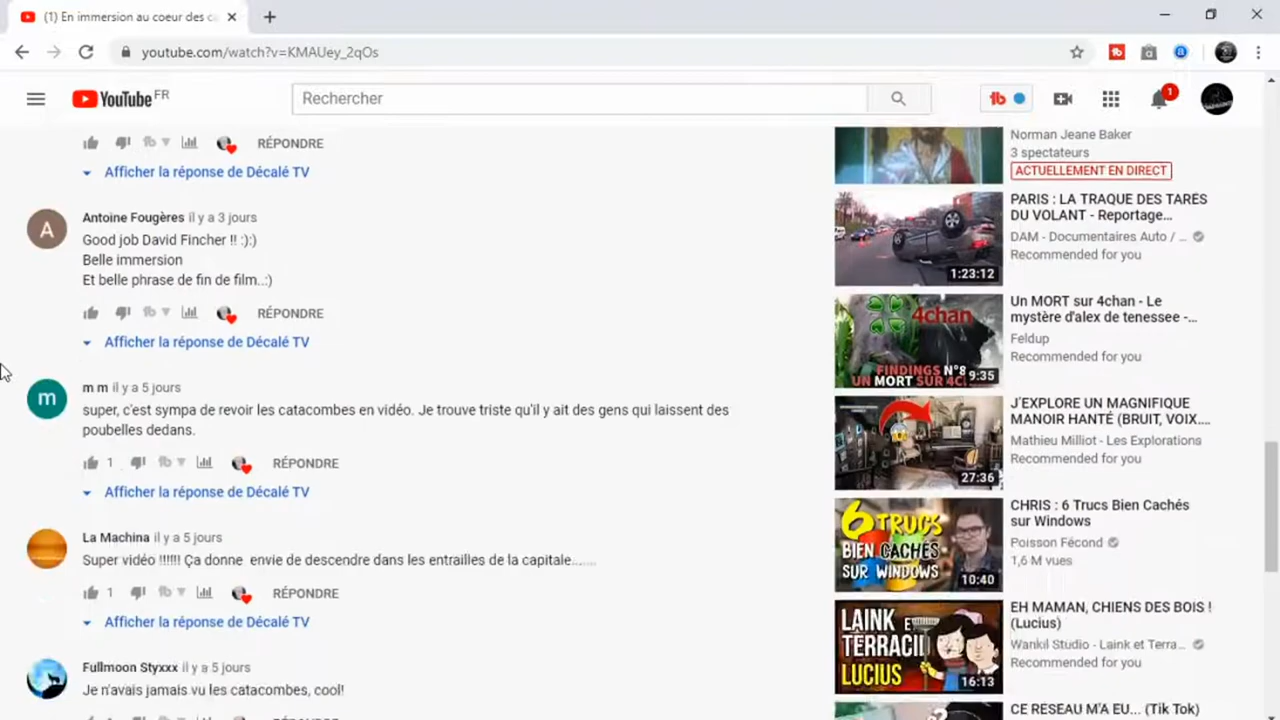 (1) En immersion au coeur des ca
youtube.com/watch?v=KMAUey_2qOs
YouTube FR
Rechercher
1
RÉPONDRE
Afficher la réponse de Décalé TV
A
Antoine Fougères il y a 3 jours
Good job David Fincher !! :):)
Belle immersion
Et belle phrase de fin de film..:)
RÉPONDRE
Afficher la réponse de Décalé TV
m
m m il y a 5 jours
super, c'est sympa de revoir les catacombes en vidéo. Je trouve triste qu'il y ait des gens qui laissent des
poubelles dedans.
1
RÉPONDRE
Afficher la réponse de Décalé TV
La Machina il y a 5 jours
Super vidéo !!!!!! Ça donne envie de descendre dans les entrailles de la capitale.......
1
RÉPONDRE
Afficher la réponse de Décalé TV
Fullmoon Styxxx il y a 5 jours
Je n'avais jamais vu les catacombes, cool!
Norman Jeane Baker
3 spectateurs
ACTUELLEMENT EN DIRECT
1:23:12
PARIS : LA TRAQUE DES TARÉS
DU VOLANT - Reportage...
DAM - Documentaires Auto / ...
Recommended for you
4chan
FINDINGS N°8
UN MORT SUR 4C
9:35
Un MORT sur 4chan - Le
mystère d'alex de tenessee -...
Feldup
Recommended for you
27:36
J'EXPLORE UN MAGNIFIQUE
MANOIR HANTÉ (BRUIT, VOIX....
Mathieu Milliot - Les Explorations
Recommended for you
6 TRUCS
BIEN CACHÉS
SUR WINDOWS
10:40
CHRIS : 6 Trucs Bien Cachés
sur Windows
Poisson Fécond
1,6 M vues
LAINK ET
TERRACID
LUCIUS
16:13
EH MAMAN, CHIENS DES BOIS !
(Lucius)
Wankil Studio - Laink et Terra...
Recommended for you
CE RESEAU M'A EU... (Tik Tok)